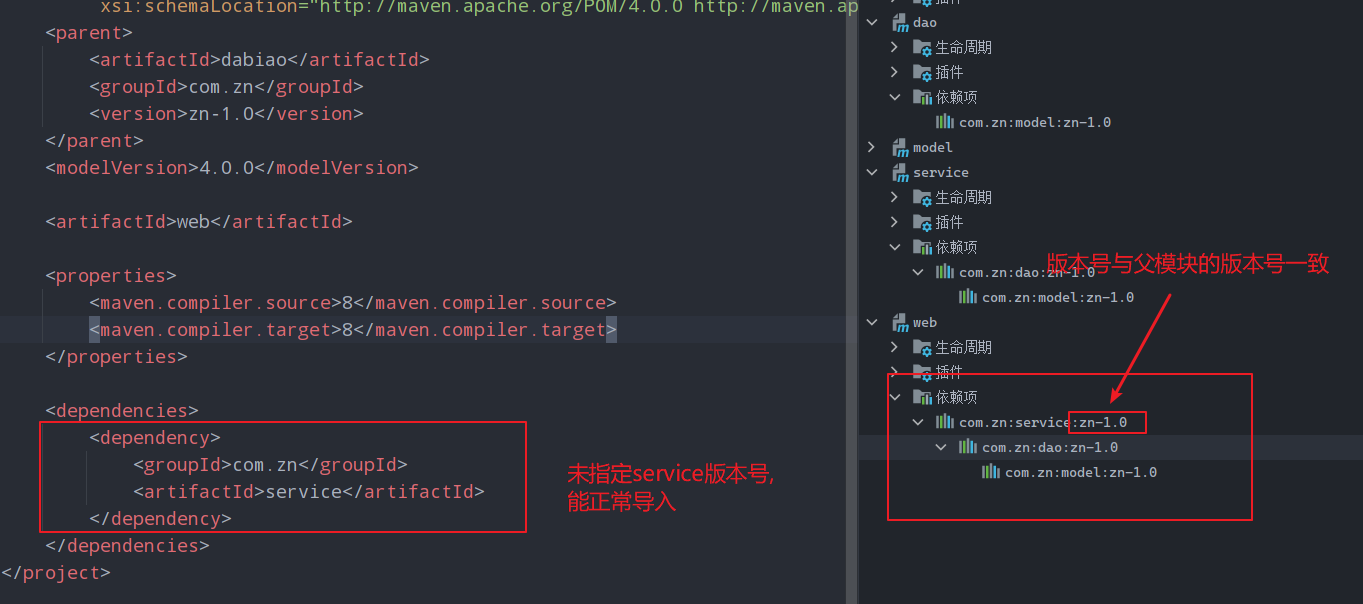 xsi:schemaLocation="http://maven.apache.org/POM/4.0.0 http://maven.ap
<parent>
<artifactId>dabiao</artifactId>
<groupId>com.zn</groupId>
<version>zn-1.0</version>
</parent>
<modelVersion>4.0.0</modelVersion>
<artifactId>web</artifactId>
<properties>
<maven.compiler.source>8</maven.compiler.source>
<maven.compiler.target>8</maven.compiler.target>
</properties>
<dependencies>
<dependency>
<groupId>com.zn</groupId>
<artifactId>service</artifactId>
</dependency>
</dependencies>
</project>
未指定service版本号,
能正常导入
插件
dao
生命周期
插件
依赖项
com.zn:model:zn-1.0
model
service
生命周期
插件
依赖项
版本号与父模块的版本号一致
com.zn:dao:zn-1.0
com.zn:model:zn-1.0
web
生命周期
插件
依赖项
com.zn:service:zn-1.0
com.zn:dao:zn-1.0
com.zn:model:zn-1.0